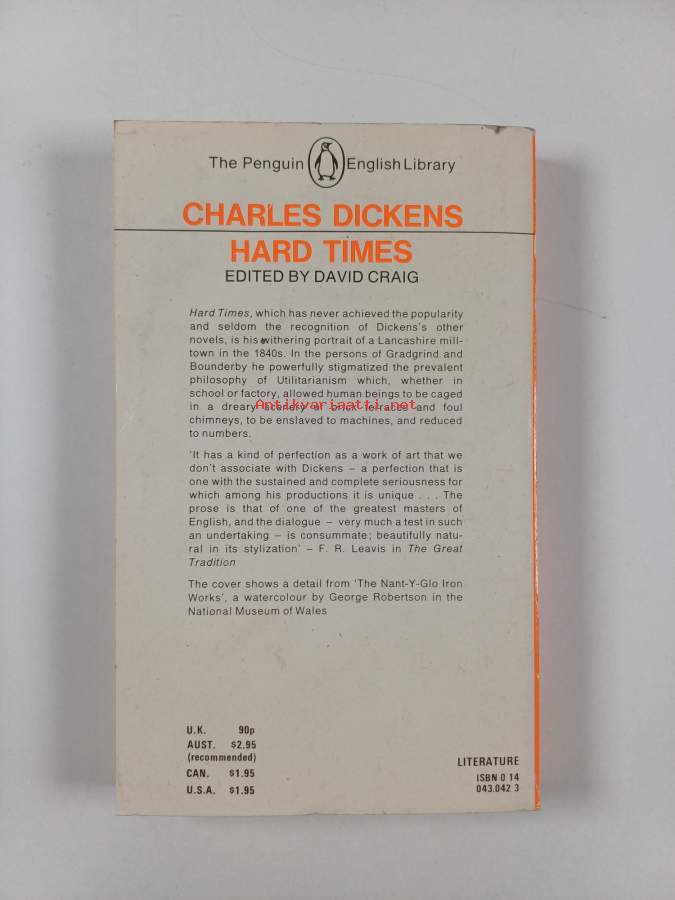 The Penguin English Library
CHARLES DICKENS
HARD TIMES
EDITED BY DAVID CRAIG
Hard Times, which has never achieved the popularity
and seldom the recognition of Dickens's other
novels, is his withering portrait of a Lancashire mill-
town in the 1840s. In the persons of Gradgrind and
Bounderby he powerfully stigmatized the prevalent
philosophy of Utilitarianism which, whether in
school or factory, allowed human beings to be caged
in a dreary scenery of brick terraces and foul
Antikvariaatti.net
chimneys, to be enslaved to machines, and reduced
to numbers.
'It has a kind of perfection as a work of art that we
don't associate with Dickens – a perfection that is
one with the sustained and complete seriousness for
which among his productions it is unique . . . The
prose is that of one of the greatest masters of
English, and the dialogue – very much a test in such
an undertaking – is consummate; beautifully natu-
ral in its stylization' – F. R. Leavis in The Great
Tradition
The cover shows a detail from 'The Nant-Y-Glo Iron
Works', a watercolour by George Robertson in the
National Museum of Wales
U.K. 90p
AUST. $2.95
(recommended)
CAN. $1.95
U.S.A. $1.95
LITERATURE
ISBN 0 14
043.042 3